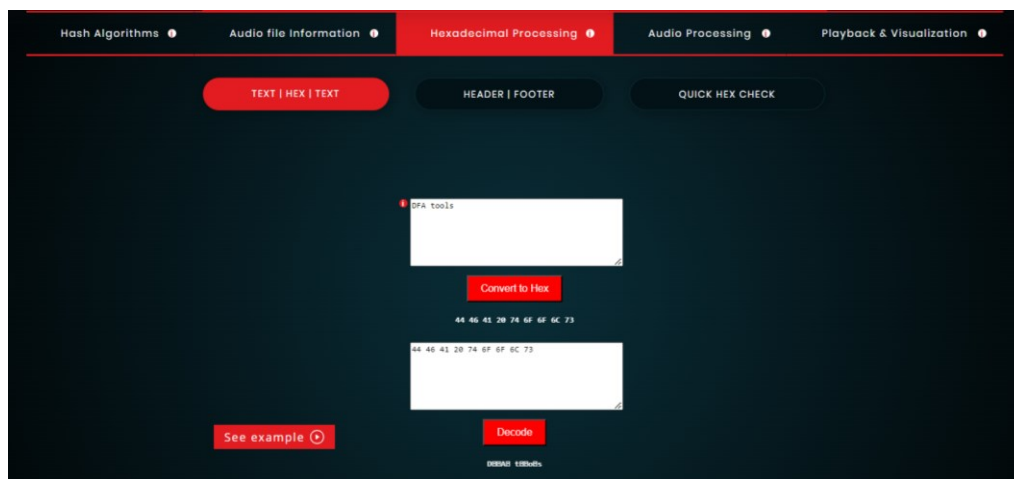 Hash Algorithms
Audio file Information
Hexadecimal Processing
Audio Processing
Playback & Visualization
TEXT | HEX | TEXT
HEADER | FOOTER
QUICK HEX CHECK
DFA tools
Convert to Hex
44 46 41 20 74 6F 6F 6C 73
44 46 41 20 74 6F 6F 6C 73
See example
Decode